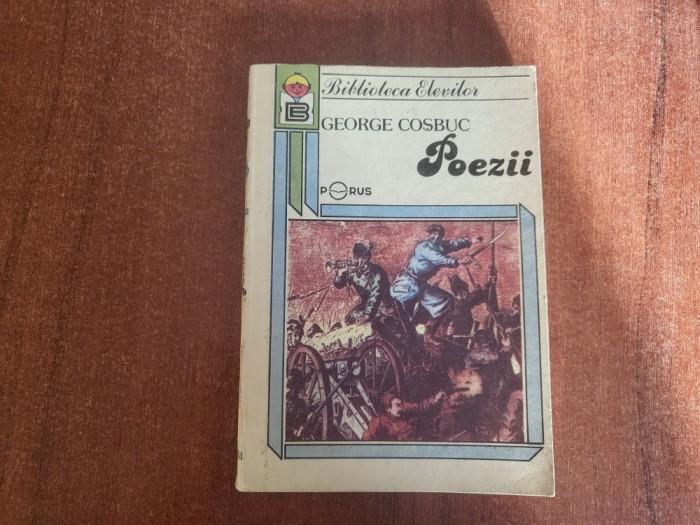 Biblioteca Elevilor
B
GEORGE COSBUC
Poezii
PORUS